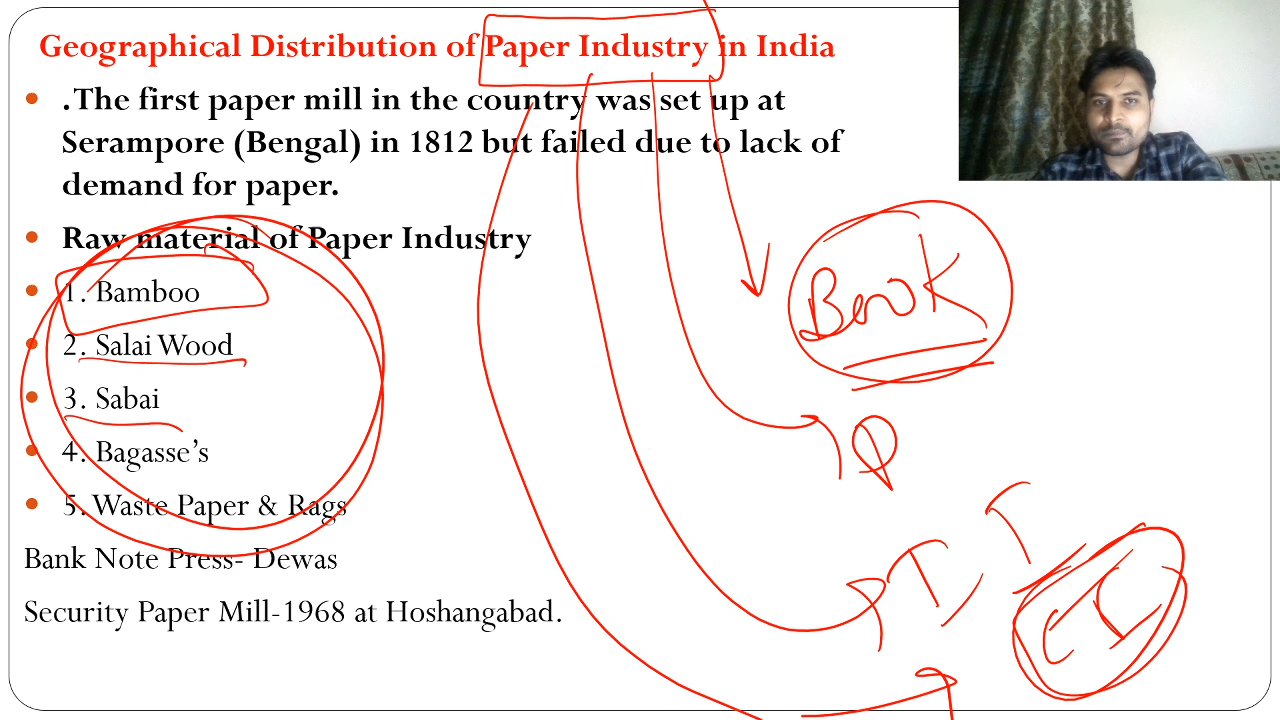 Geographical Distribution of Paper Industry in India
• .The first paper mill in the country was set up at
Serampore (Bengal) in 1812 but failed due to lack of
demand for paper.
• Raw material of Paper Industry
• 1. Bamboo
• 2. Salai Wood
• 3. Sabai
• 4. Bagasse’s
• 5. Waste Paper & Rags
Bank Note Press- Dewas
Security Paper Mill-1968 at Hoshangabad.
Book